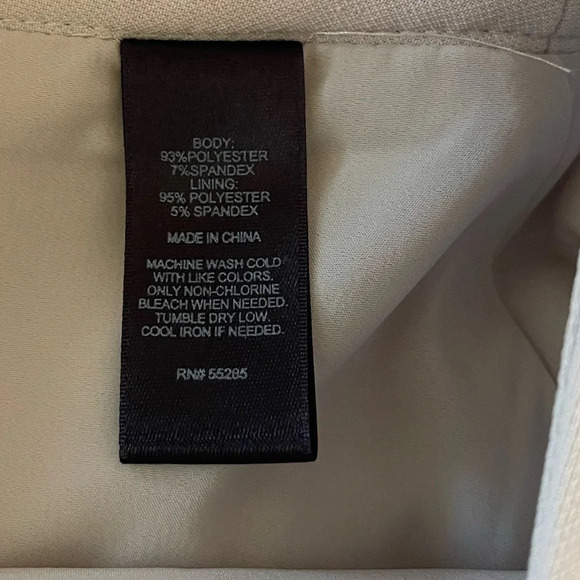 BODY:
93%POLYESTER
7%SPANDEX
LINING:
95% POLYESTER
5% SPANDEX
MADE IN CHINA
MACHINE WASH COLD
WITH LIKE COLORS.
ONLY NON-CHLORINE
BLEACH WHEN NEEDED.
TUMBLE DRY LOW.
COOL IRON IF NEEDED.
RN# 55285